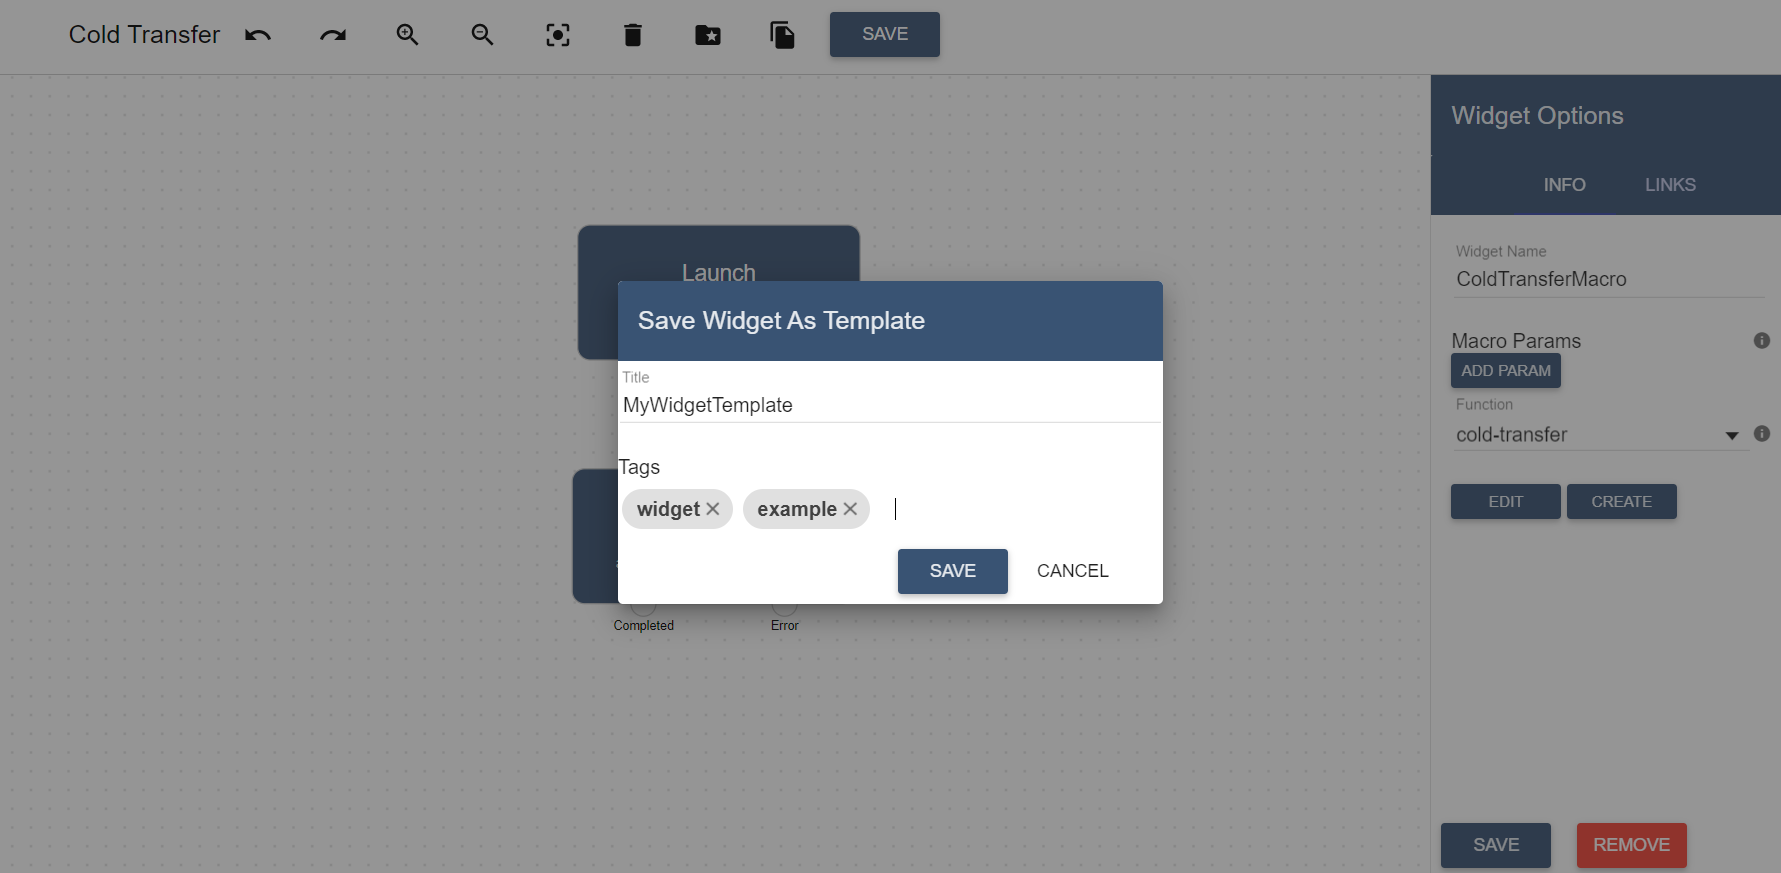 Cold Transfer
SAVE
Widget Options
INFO LINKS
Widget Name
ColdTransferMacro
Macro Params
ADD PARAM
Function
cold-transfer
EDIT CREATE
SAVE REMOVE
Launch
Save Widget As Template
Title
MyWidgetTemplate
Tags
widget example
SAVE CANCEL
Completed Error